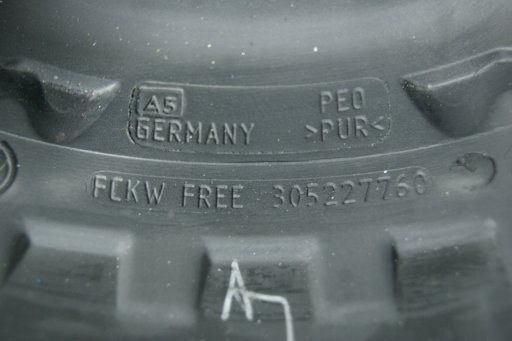 A5 PEO
GERMANY >PUR<
FCKW FREE 305227760